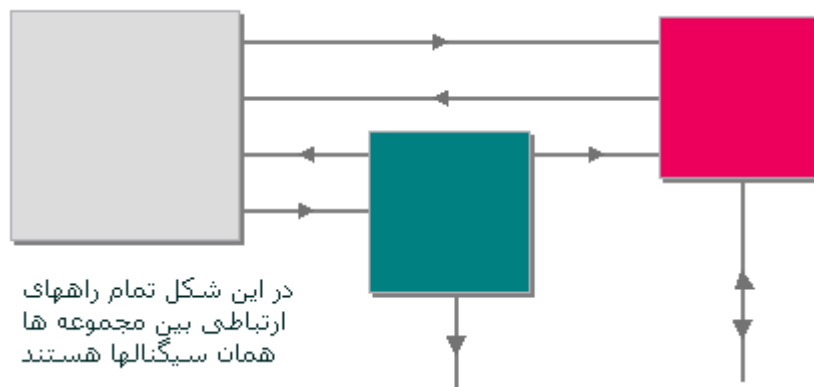 در این شکل تمام راههای
ارتباطی بین مجموعه ها
همان سیگنالها هستند